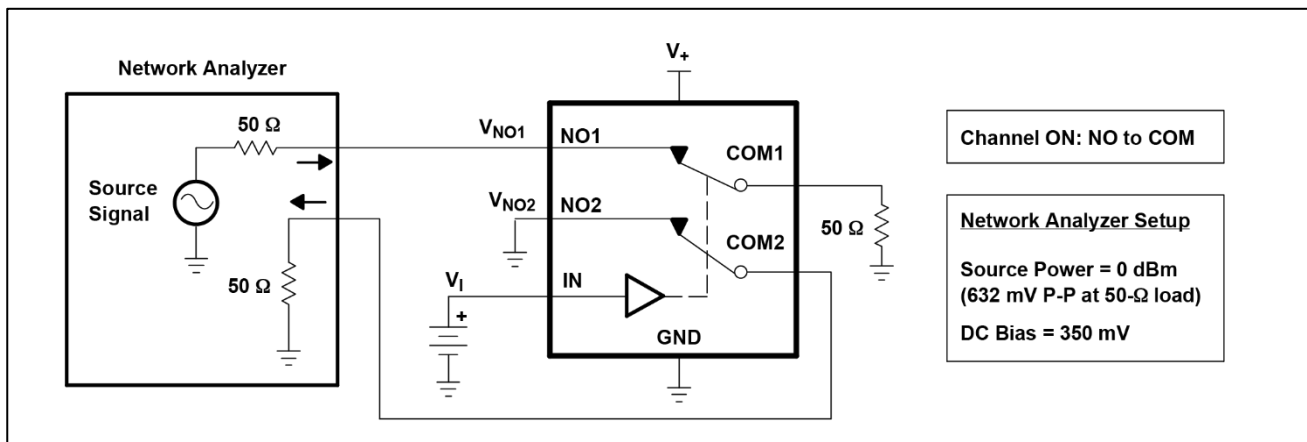 Network Analyzer
50 Ω
Source
Signal
50 Ω
V+
VNO1
NO1
COM1
VNO2
NO2
COM2
50 Ω
VI
+
IN
GND
Channel ON: NO to COM
Network Analyzer Setup
Source Power = 0 dBm
(632 mV P-P at 50-Ω load)
DC Bias = 350 mV